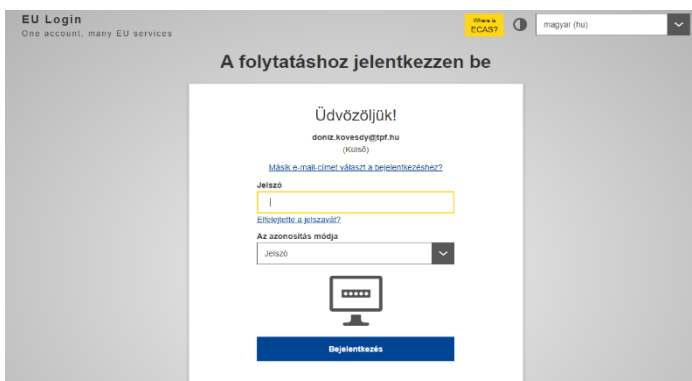 EU Login
One account, many EU services
Where is
ECAS?
magyar (hu)
A folytatáshoz jelentkezzen be
Üdvözöljük!
doniz.kovesdy@tpf.hu
(Külső)
Másik e-mail-címet választ a bejelentkezéshez?
Jelszó
Elfelejtette a jelszavát?
Az azonosítás módja
Jelszó
Bejelentkezés